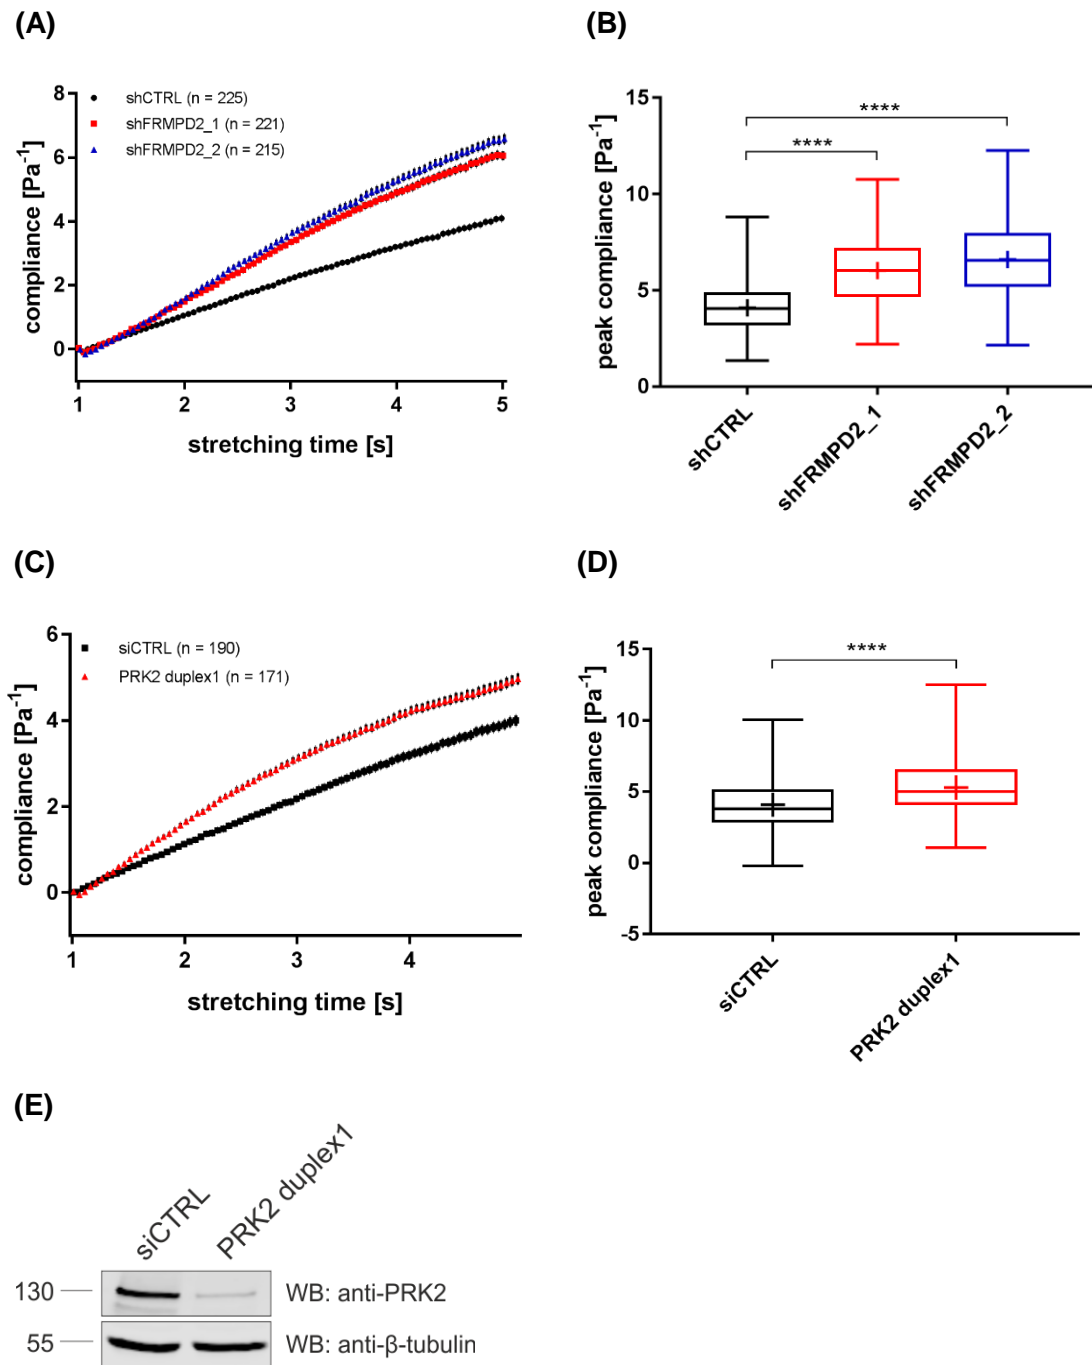 (A)
8
6
4
2
0
compliance [Pa⁻¹]
shCTRL (n = 225)
shFRMPD2_1 (n = 221)
shFRMPD2_2 (n = 215)
1
2
3
4
5
stretching time [s]
(B)
15
10
5
0
peak compliance [Pa⁻¹]
****
****
shCTRL
shFRMPD2_1
shFRMPD2_2
(C)
6
4
2
0
compliance [Pa⁻¹]
siCTRL (n = 190)
PRK2 duplex1 (n = 171)
1
2
3
4
stretching time [s]
(D)
15
10
5
0
-5
peak compliance [Pa⁻¹]
****
siCTRL
PRK2 duplex1
(E)
siCTRL
PRK2 duplex1
130
WB: anti-PRK2
55
WB: anti-β-tubulin